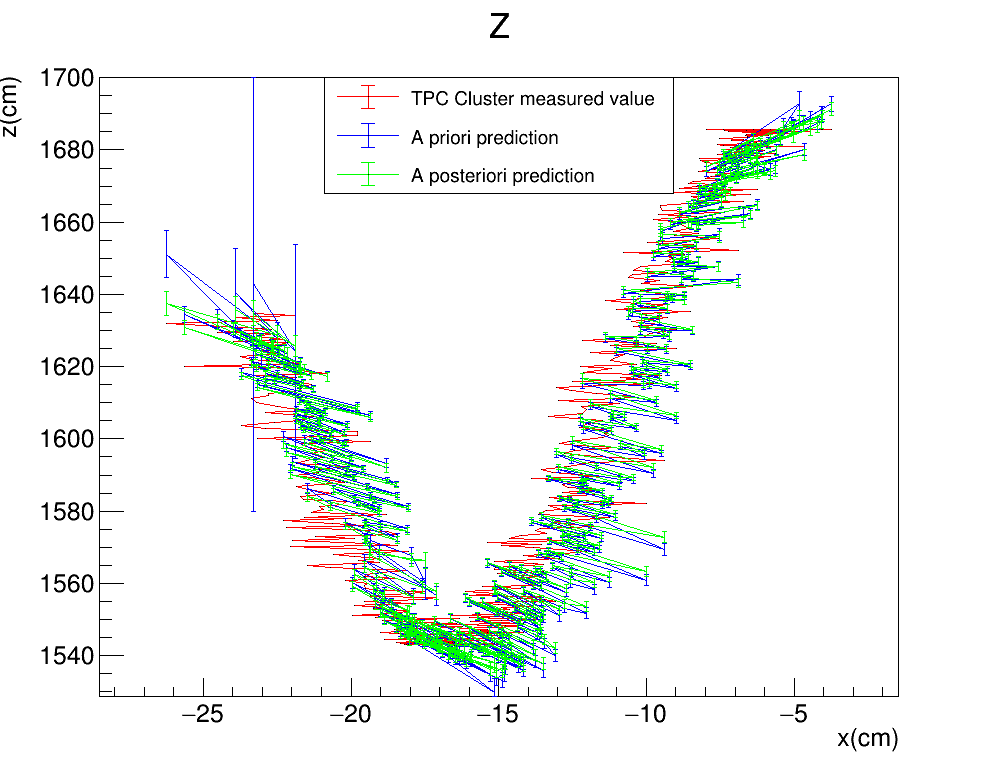 Z
z(cm)
1700
1680
1660
1640
1620
1600
1580
1560
1540
TPC Cluster measured value
A priori prediction
A posteriori prediction
−25
−20
−15
−10
−5
x(cm)